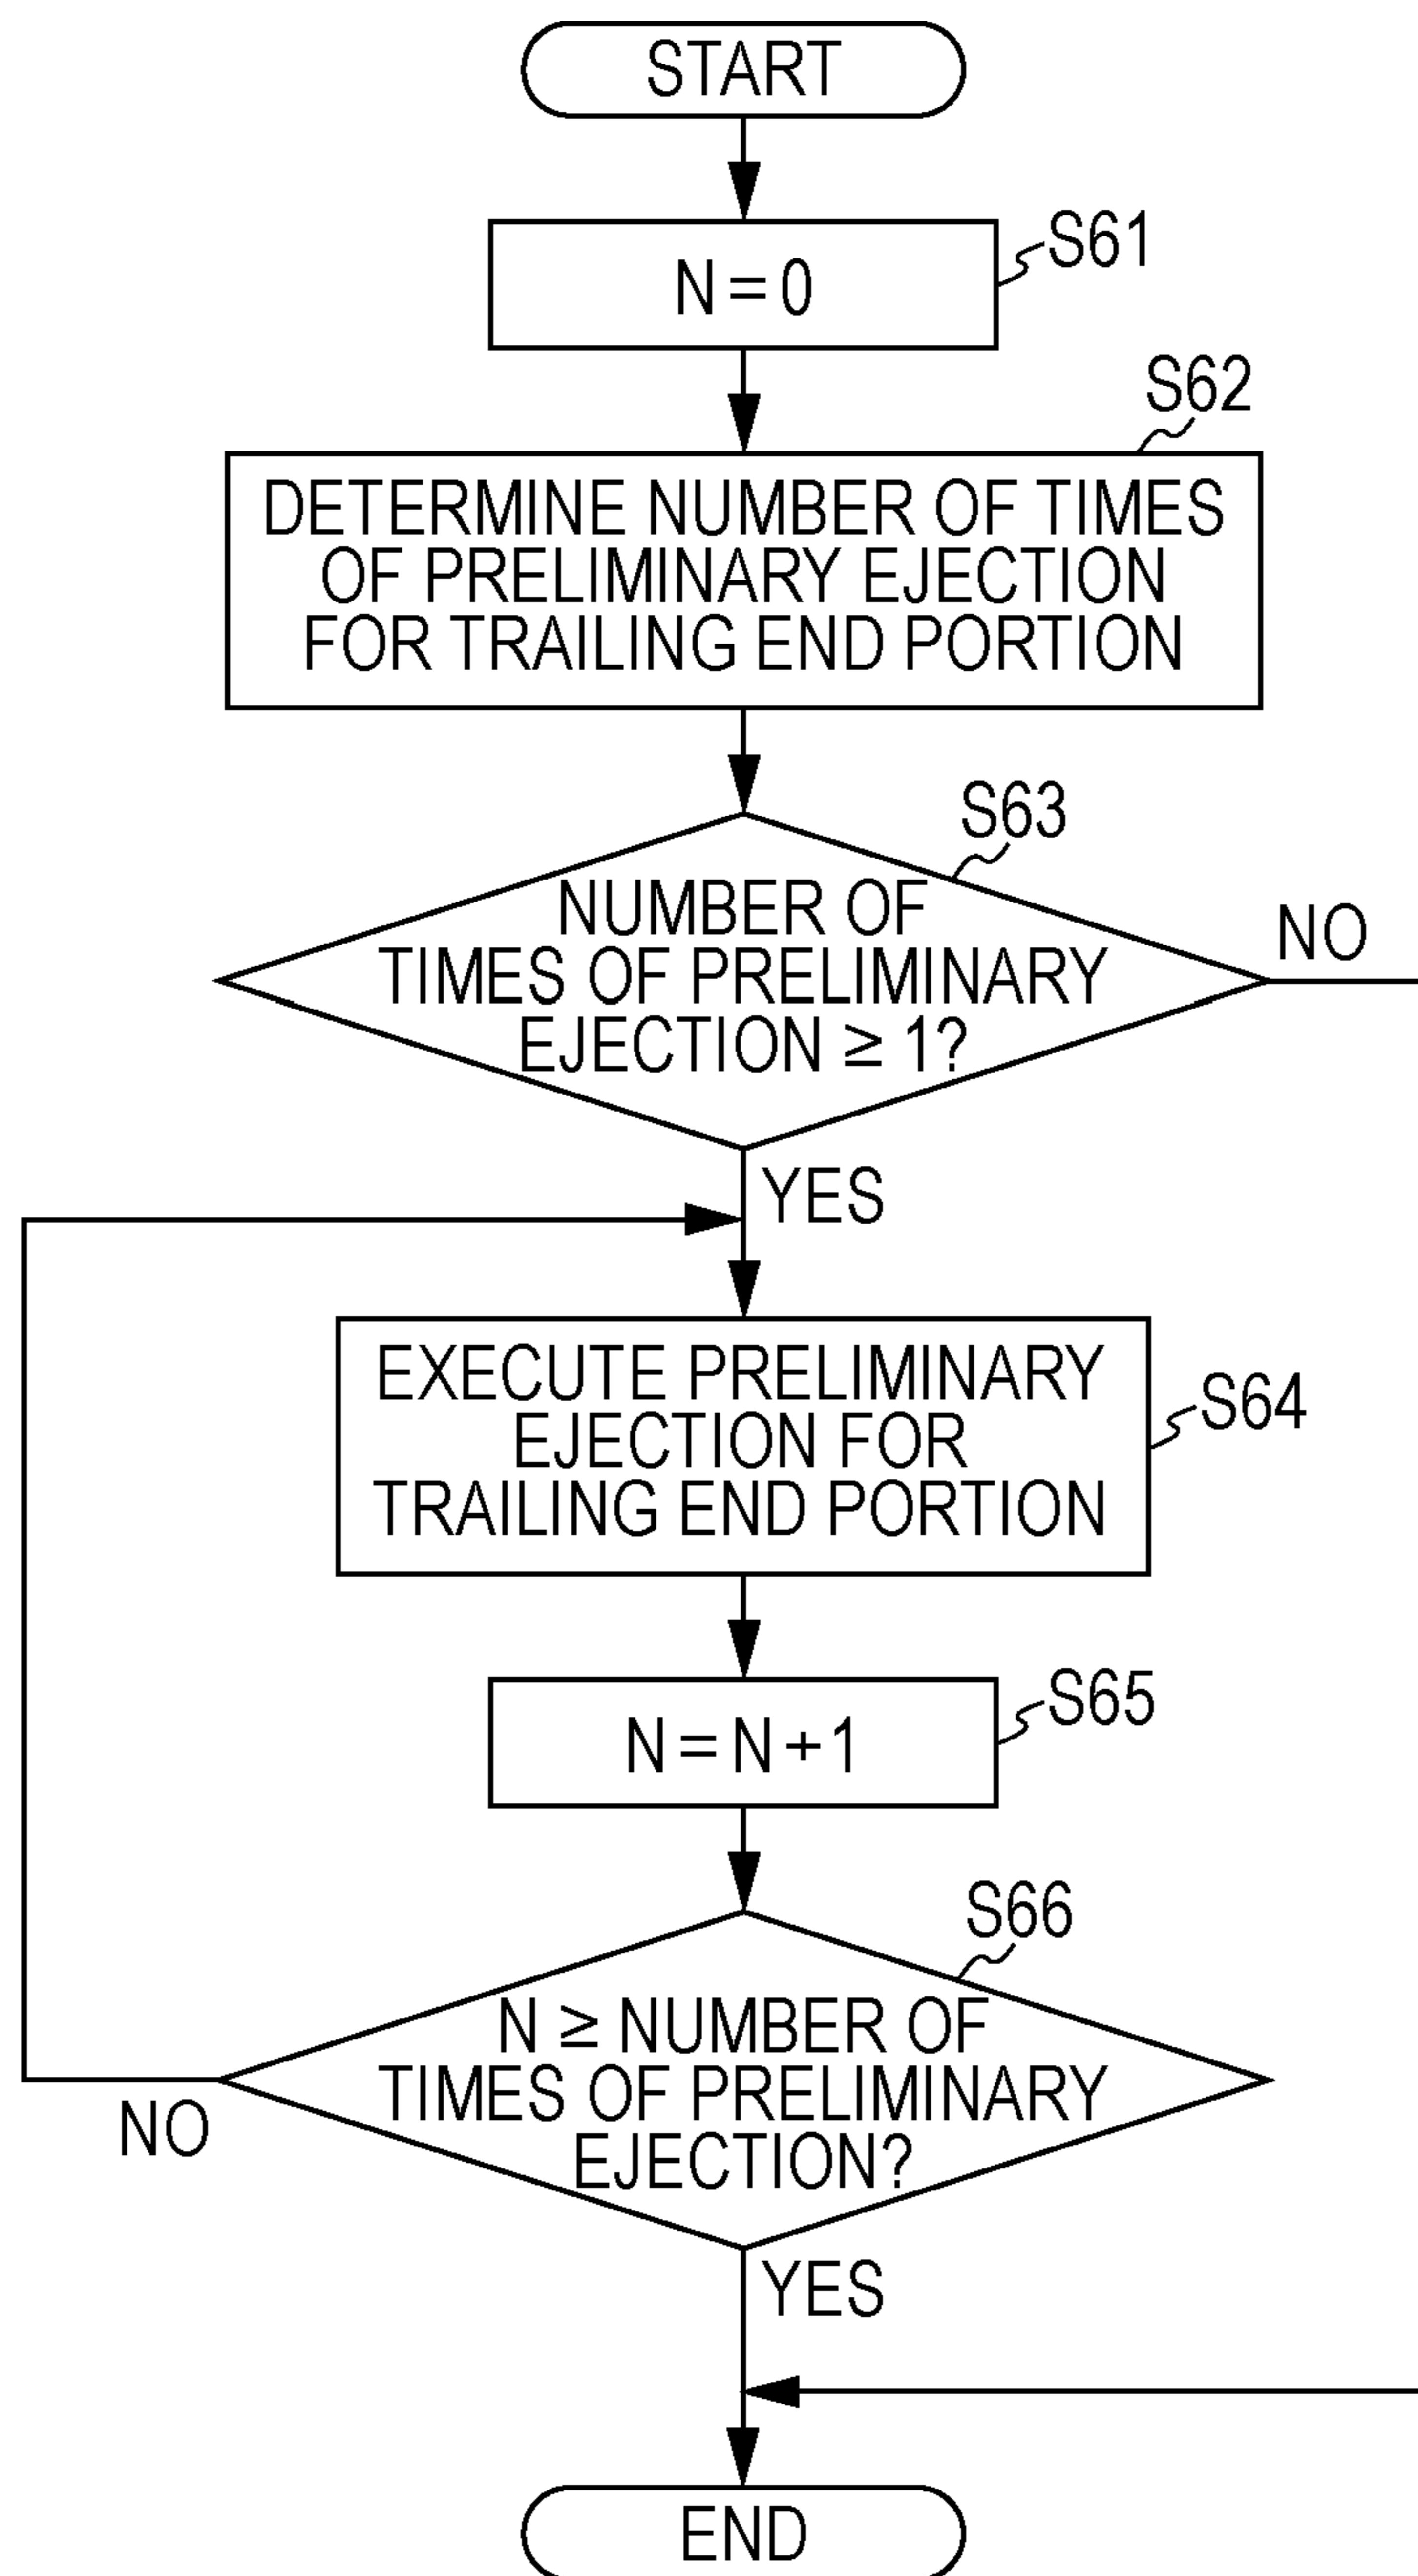 START
N = 0
S61
S62
DETERMINE NUMBER OF TIMES
OF PRELIMINARY EJECTION
FOR TRAILING END PORTION
S63
NUMBER OF
TIMES OF PRELIMINARY
EJECTION ≥ 1?
NO
YES
EXECUTE PRELIMINARY
EJECTION FOR
TRAILING END PORTION
S64
N = N + 1
S65
S66
N ≥ NUMBER OF
TIMES OF PRELIMINARY
EJECTION?
NO
YES
END